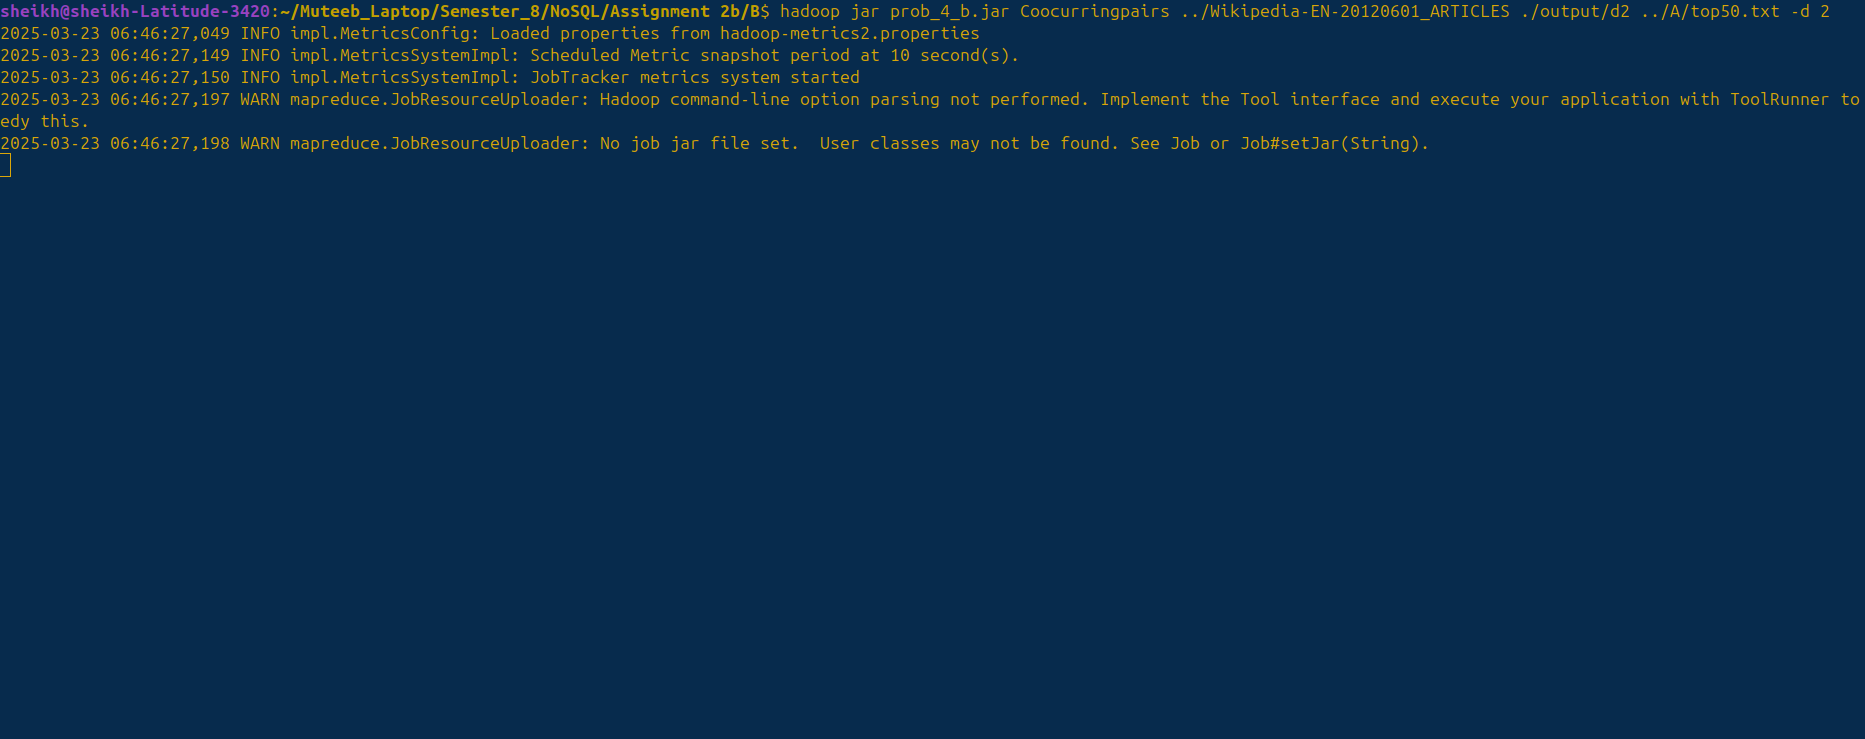 sheikh@sheikh-Latitude-3420:~/Muteeb_Laptop/Semester_8/NoSQL/Assignment 2b/B$ hadoop jar prob_4_b.jar Coocurringpairs ../Wikipedia-EN-20120601_ARTICLES ./output/d2 ../A/top50.txt -d 2
2025-03-23 06:46:27,049 INFO impl.MetricsConfig: Loaded properties from hadoop-metrics2.properties
2025-03-23 06:46:27,149 INFO impl.MetricsSystemImpl: Scheduled Metric snapshot period at 10 second(s).
2025-03-23 06:46:27,150 INFO impl.MetricsSystemImpl: JobTracker metrics system started
2025-03-23 06:46:27,197 WARN mapreduce.JobResourceUploader: Hadoop command-line option parsing not performed. Implement the Tool interface and execute your application with ToolRunner to
edy this.
2025-03-23 06:46:27,198 WARN mapreduce.JobResourceUploader: No job jar file set.  User classes may not be found. See Job or Job#setJar(String).